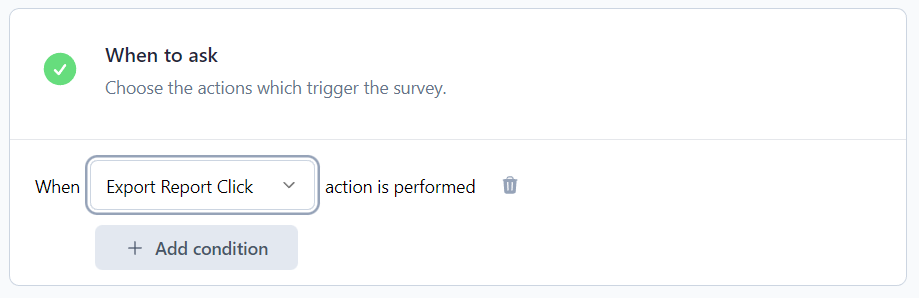 When to ask
Choose the actions which trigger the survey.
When Export Report Click action is performed
Add condition